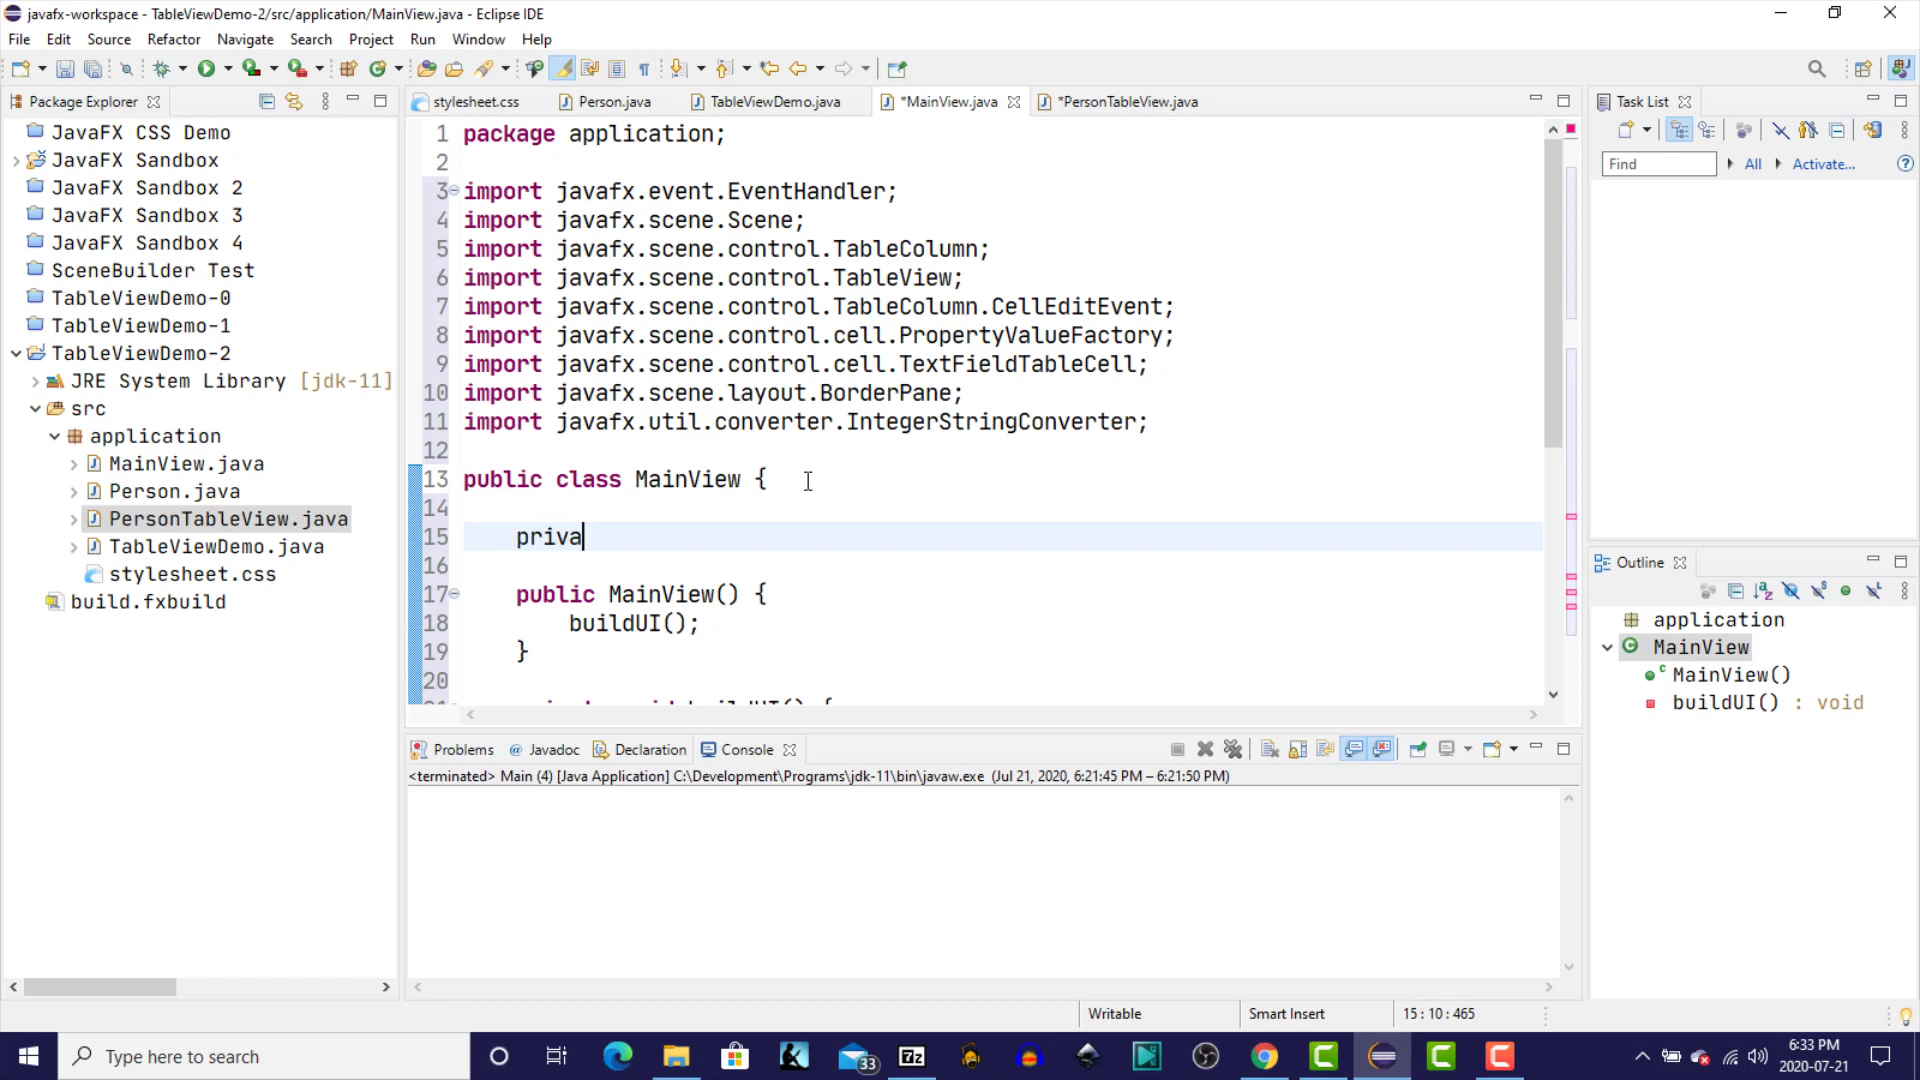 javafx-workspace - TableViewDemo-2/src/application/MainView.java - Eclipse IDE
File Edit Source Refactor Navigate Search Project Run Window Help
Package Explorer
JavaFX CSS Demo
JavaFX Sandbox
JavaFX Sandbox 2
JavaFX Sandbox 3
JavaFX Sandbox 4
SceneBuilder Test
TableViewDemo-0
TableViewDemo-1
TableViewDemo-2
JRE System Library [jdk-11]
src
application
MainView.java
Person.java
PersonTableView.java
TableViewDemo.java
stylesheet.css
build.fxbuild
stylesheet.css Person.java TableViewDemo.java *MainView.java *PersonTableView.java
1 package application;
2
3 import javafx.event.EventHandler;
4 import javafx.scene.Scene;
5 import javafx.scene.control.TableColumn;
6 import javafx.scene.control.TableView;
7 import javafx.scene.control.TableColumn.CellEditEvent;
8 import javafx.scene.control.cell.PropertyValueFactory;
9 import javafx.scene.control.cell.TextFieldTableCell;
10 import javafx.scene.layout.BorderPane;
11 import javafx.util.converter.IntegerStringConverter;
12
13 public class MainView {
14
15 priva
16
17 public MainView() {
18 buildUI();
19 }
20
Problems Javadoc Declaration Console
<terminated> Main (4) [Java Application] C:\Development\Programs\jdk-11\bin\javaw.exe (Jul 21, 2020, 6:21:45 PM – 6:21:50 PM)
Task List
Find All Activate...
Outline
application
MainView
MainView()
buildUI() : void
Writable Smart Insert 15 : 10 : 465
Type here to search
33
7z
6:33 PM
2020-07-21